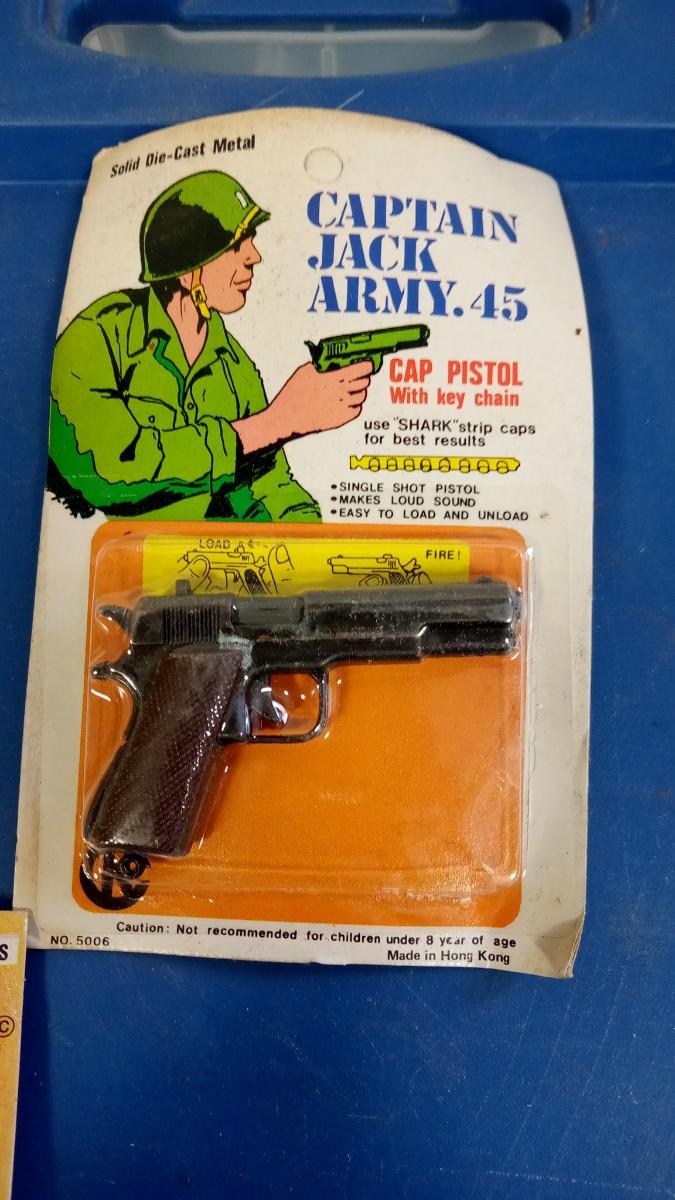 Solid Die-Cast Metal
CAPTAIN
JACK
ARMY .45
CAP PISTOL
With key chain
use "SHARK" strip caps
for best results
•SINGLE SHOT PISTOL
•MAKES LOUD SOUND
•EASY TO LOAD AND UNLOAD
LOAD
FIRE!
Caution: Not recommended for children under 8 year of age
NO. 5006
Made in Hong Kong
S
©